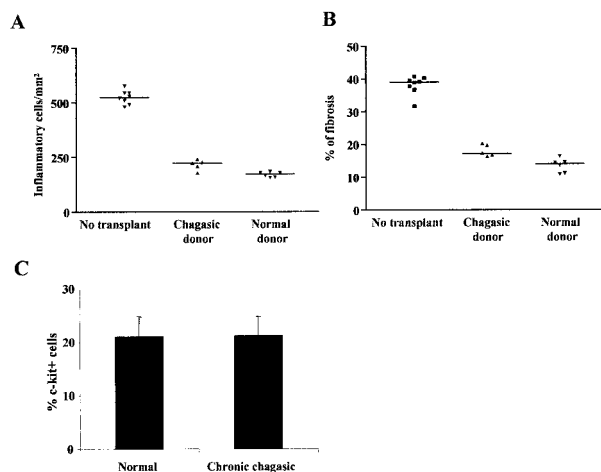 A
Inflammatory cells/mm²
750
500
250
0
No transplant
Chagasic
donor
Normal
donor
B
% of fibrosis
50
40
30
20
10
0
No transplant
Chagasic
donor
Normal
donor
C
% c-kit+ cells
30
20
10
0
Normal
Chronic chagasic